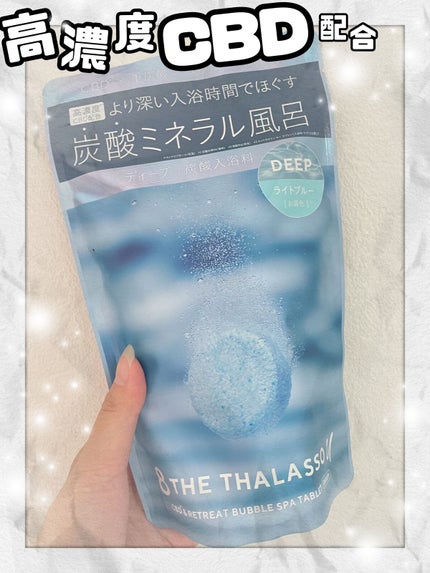 高濃度CBD配合
高濃度
CBD配合
より深い入浴時間でほぐす
炭酸ミネラル風呂
ディープ 炭酸入浴料
DEEP
ライトブルー
8 THE THALASSO
CBD& RETREAT BUBBLE SPA TABLET